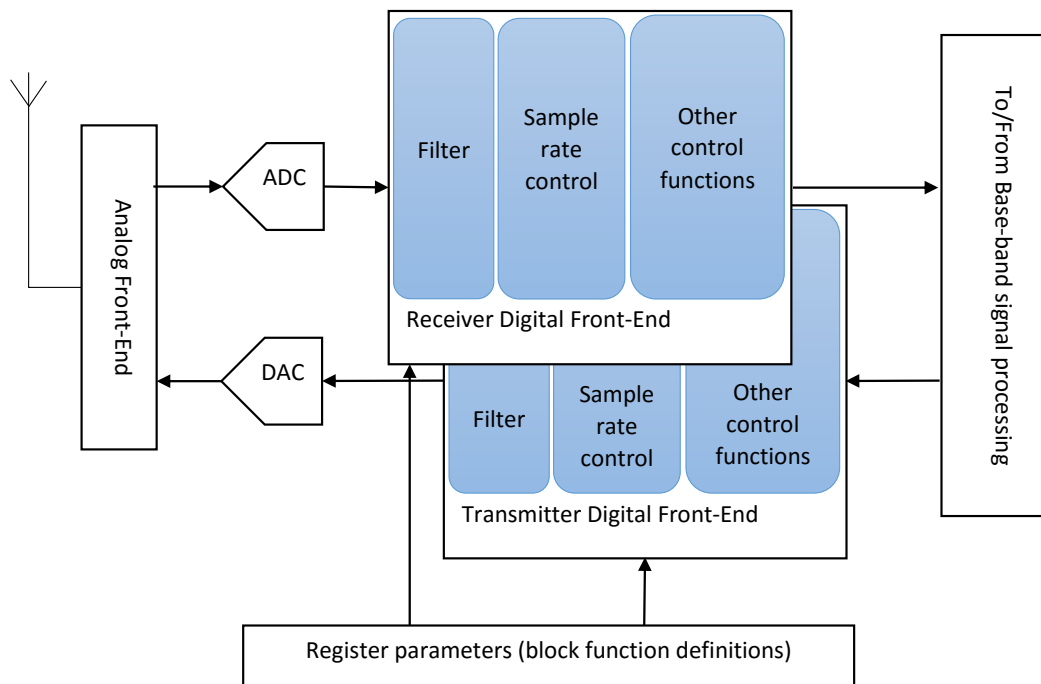 Analog Front-End
ADC
DAC
Filter
Sample
rate
control
Other
control
functions
Receiver Digital Front-End
Filter
Sample
rate
control
Other
control
functions
Transmitter Digital Front-End
To/From Base-band signal processing
Register parameters (block function definitions)